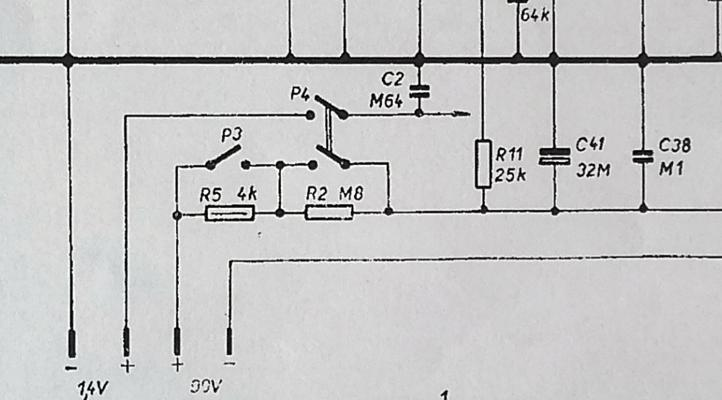 64k
C2
P4
M64
P3
R11
25k
C41
32M
C38
M1
R5 4k
R2 M8
- + + -
1,4V
90V
1